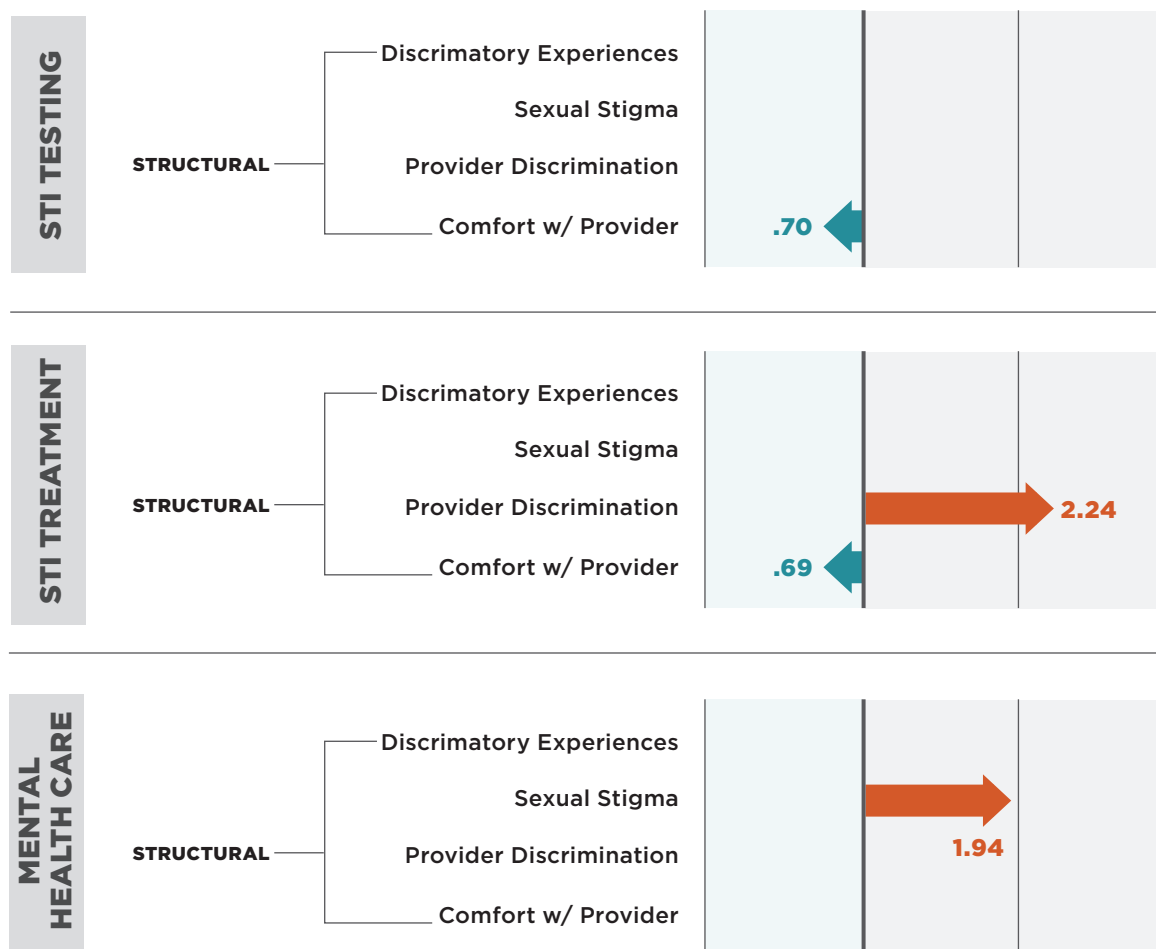 STI TESTING
STRUCTURAL
Discrimatory Experiences
Sexual Stigma
Provider Discrimination
Comfort w/ Provider
.70
STI TREATMENT
STRUCTURAL
Discrimatory Experiences
Sexual Stigma
Provider Discrimination
2.24
Comfort w/ Provider
.69
MENTAL
HEALTH CARE
STRUCTURAL
Discrimatory Experiences
Sexual Stigma
1.94
Provider Discrimination
Comfort w/ Provider